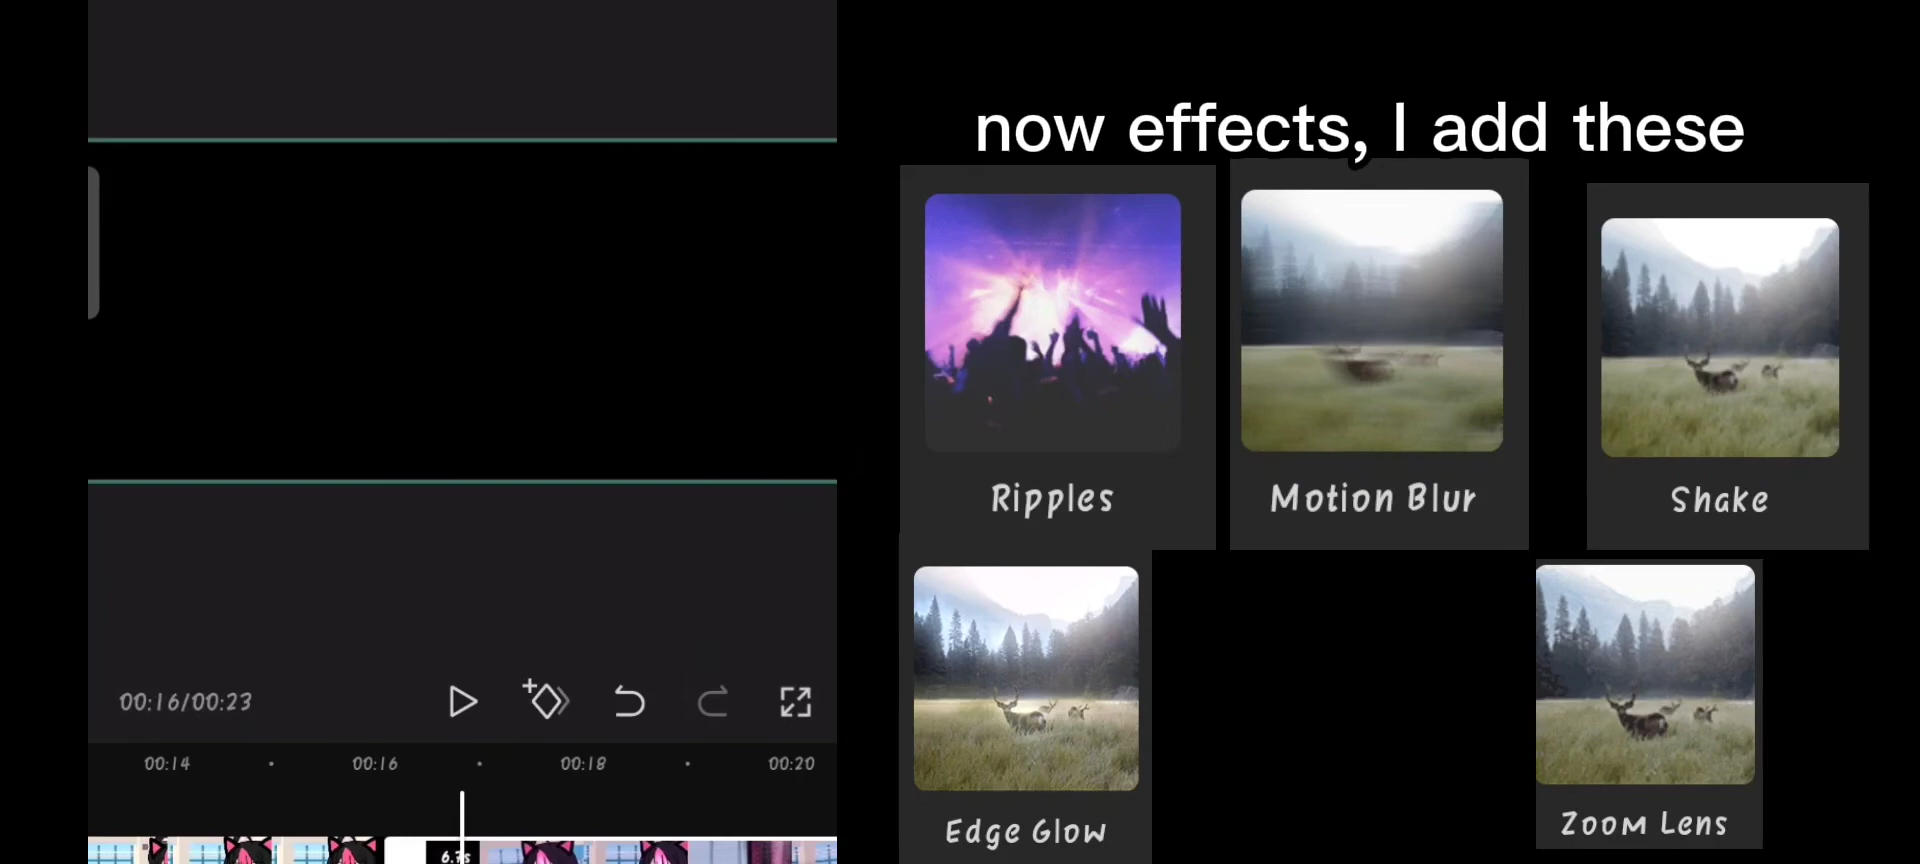 now effects, I add these
Ripples
Motion Blur
Shake
Edge Glow
Zoom Lens
00:16/00:23
00:14
00:16
00:18
00:20